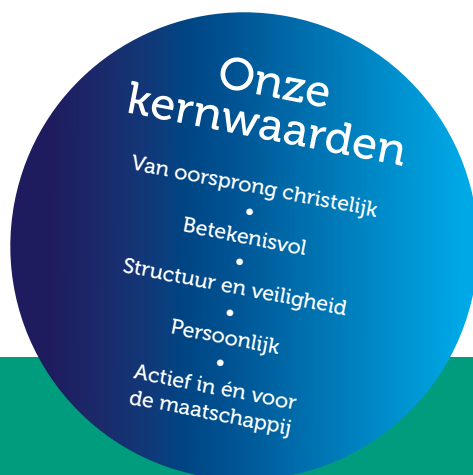 Onze
kernwaarden
Van oorsprong christelijk
•
Betekenisvol
•
Structuur en veiligheid
•
Persoonlijk
•
Actief in én voor
de maatschappij